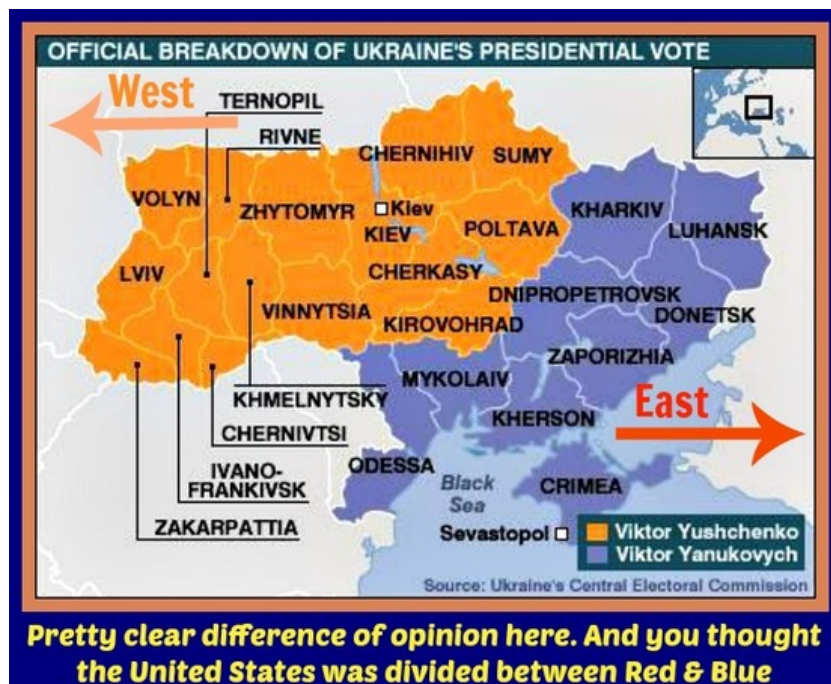 OFFICIAL BREAKDOWN OF UKRAINE'S PRESIDENTIAL VOTE
West
TERNOPIL
RIVNE
CHERNIHIV
SUMY
VOLYN
ZHYTOMYR
Kiev
KIEV
POLTAVA
KHARKIV
LUHANSK
LVIV
CHERKASY
VINNYTSIA
KIROVOHRAD
DNIPROPETROVSK
DONETSK
ZAPORIZHIA
MYKOLAIV
KHMELNYTSKY
KHERSON
East
CHERNIVTSI
IVANO-
FRANKIVSK
ODESSA
Black
Sea
CRIMEA
ZAKARPATTIA
Sevastopol
Viktor Yushchenko
Viktor Yanukovych
Source: Ukraine's Central Electoral Commission
Pretty clear difference of opinion here. And you thought
the United States was divided between Red & Blue